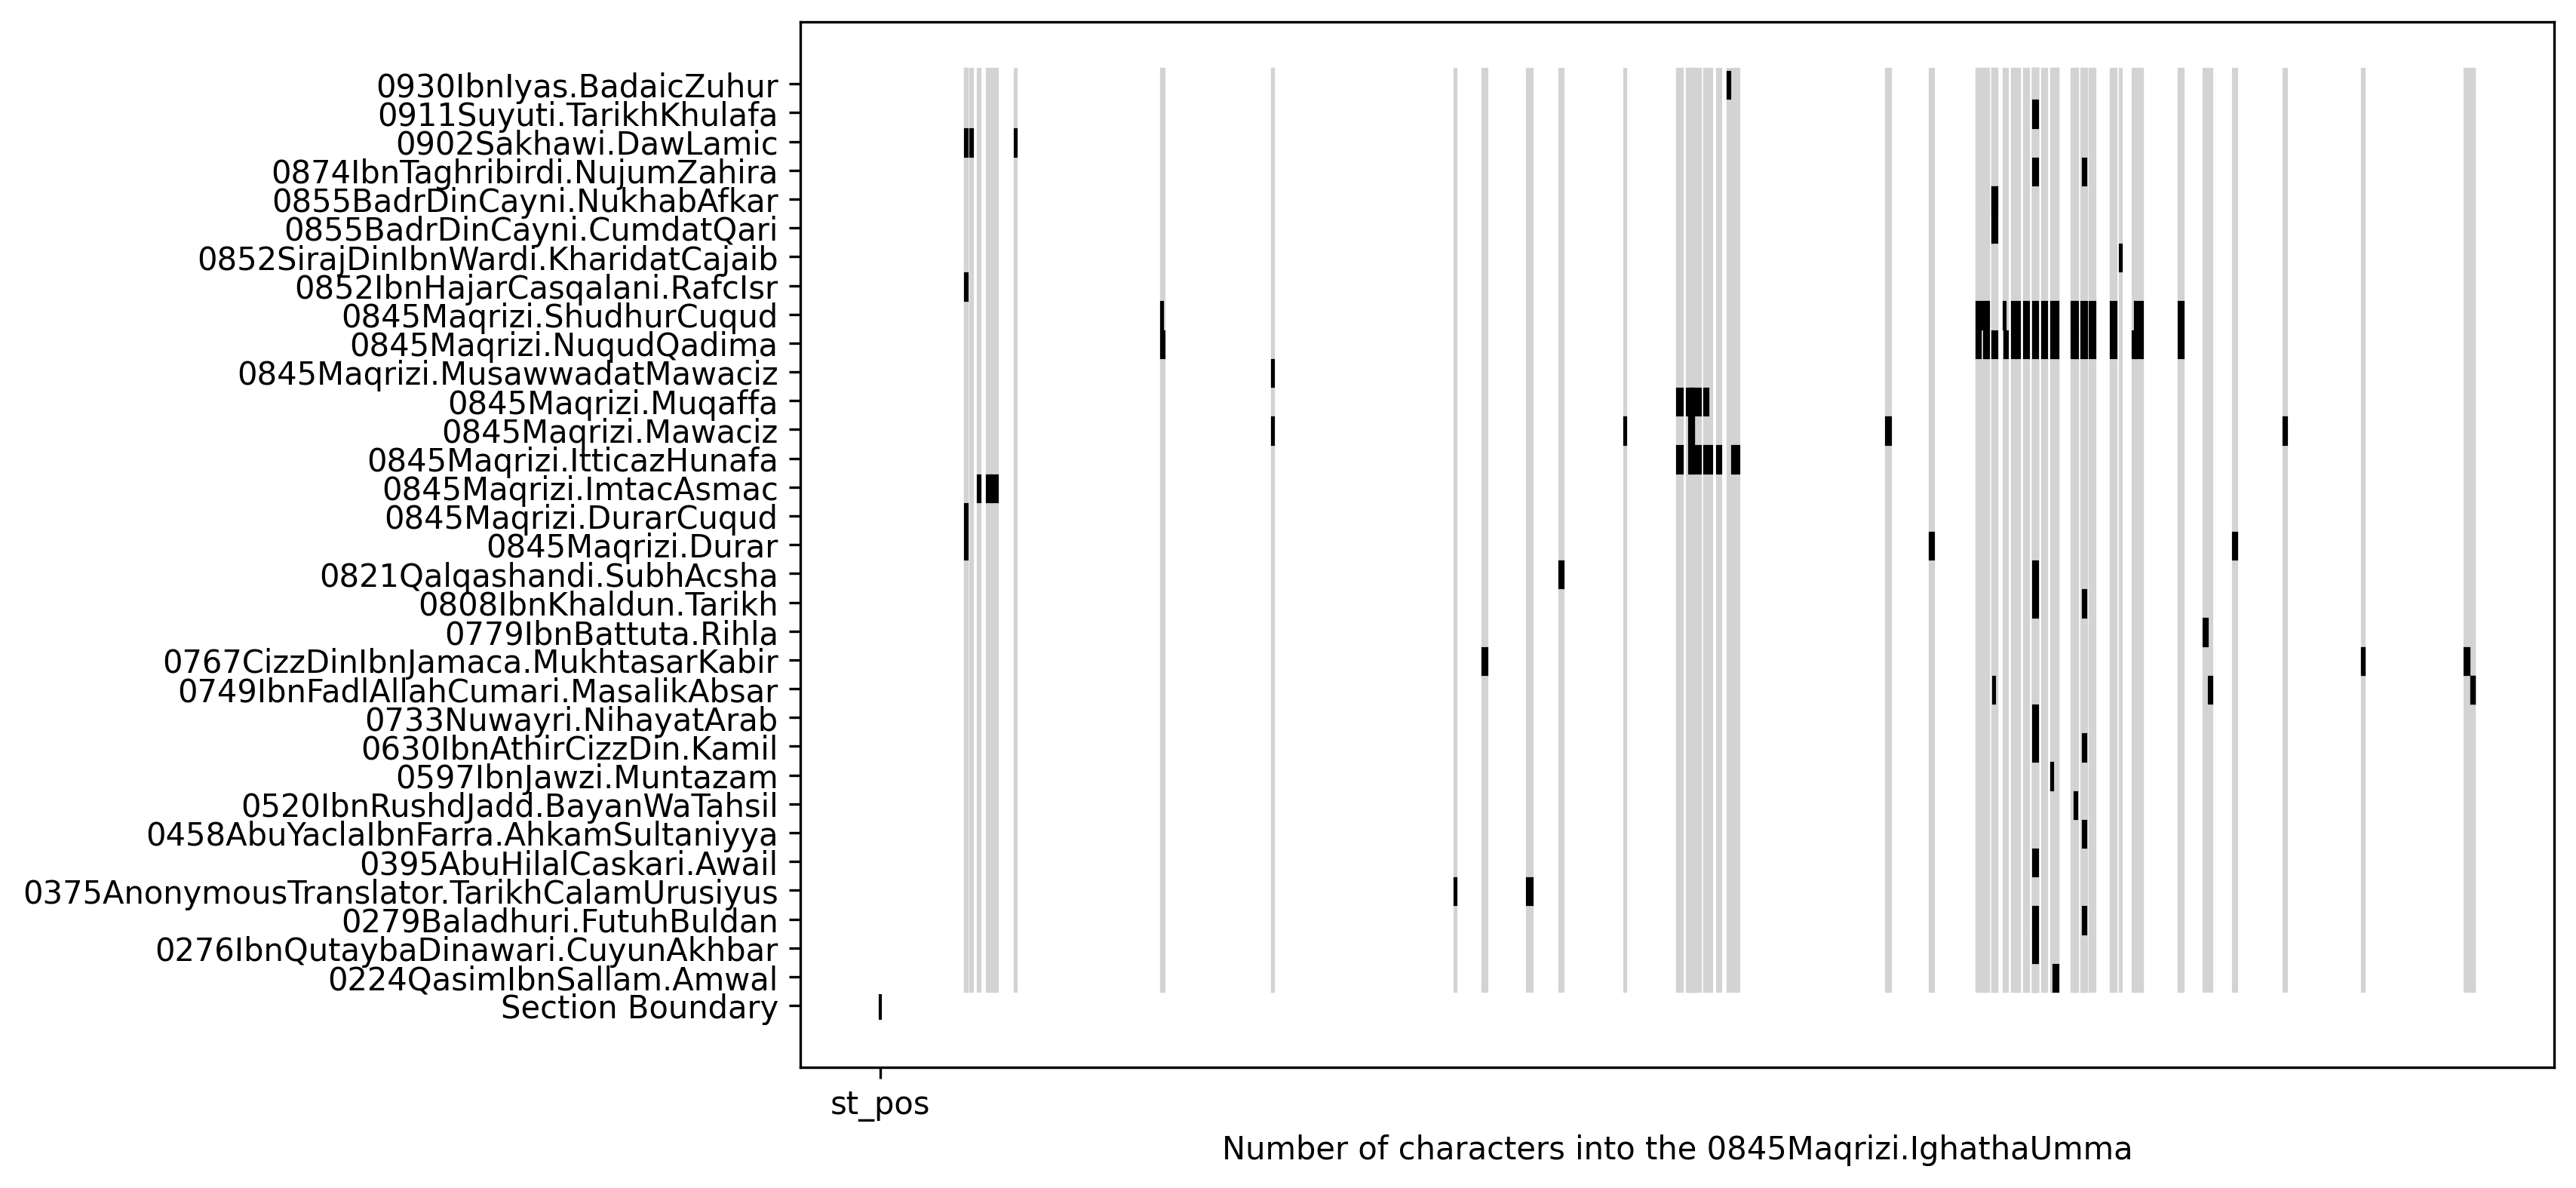 0930IbnIyas.BadaicZuhur
0911Suyuti.TarikhKhulafa
0902Sakhawi.DawLamic
0874IbnTaghribirdi.NujumZahira
0855BadrDinCayni.NukhabAfkar
0855BadrDinCayni.CumdatQari
0852SirajDinIbnWardi.KharidatCajaib
0852IbnHajarCasqalani.RafcIsr
0845Maqrizi.ShudhurCuqud
0845Maqrizi.NuqudQadima
0845Maqrizi.MusawwadatMawaciz
0845Maqrizi.Muqaffa
0845Maqrizi.Mawaciz
0845Maqrizi.ItticazHunafa
0845Maqrizi.ImtacAsmac
0845Maqrizi.DurarCuqud
0845Maqrizi.Durar
0821Qalqashandi.SubhAcsha
0808IbnKhaldun.Tarikh
0779IbnBattuta.Rihla
0767CizzDinIbnJamaca.MukhtasarKabir
0749IbnFadlAllahCumari.MasalikAbsar
0733Nuwayri.NihayatArab
0630IbnAthirCizzDin.Kamil
0597IbnJawzi.Muntazam
0520IbnRushdJadd.BayanWaTahsil
0458AbuYaclaIbnFarra.AhkamSultaniyya
0395AbuHilalCaskari.Awail
0375AnonymousTranslator.TarikhCalamUrusiyus
0279Baladhuri.FutuhBuldan
0276IbnQutaybaDinawari.CuyunAkhbar
0224QasimIbnSallam.Amwal
Section Boundary
st_pos
Number of characters into the 0845Maqrizi.IghathaUmma